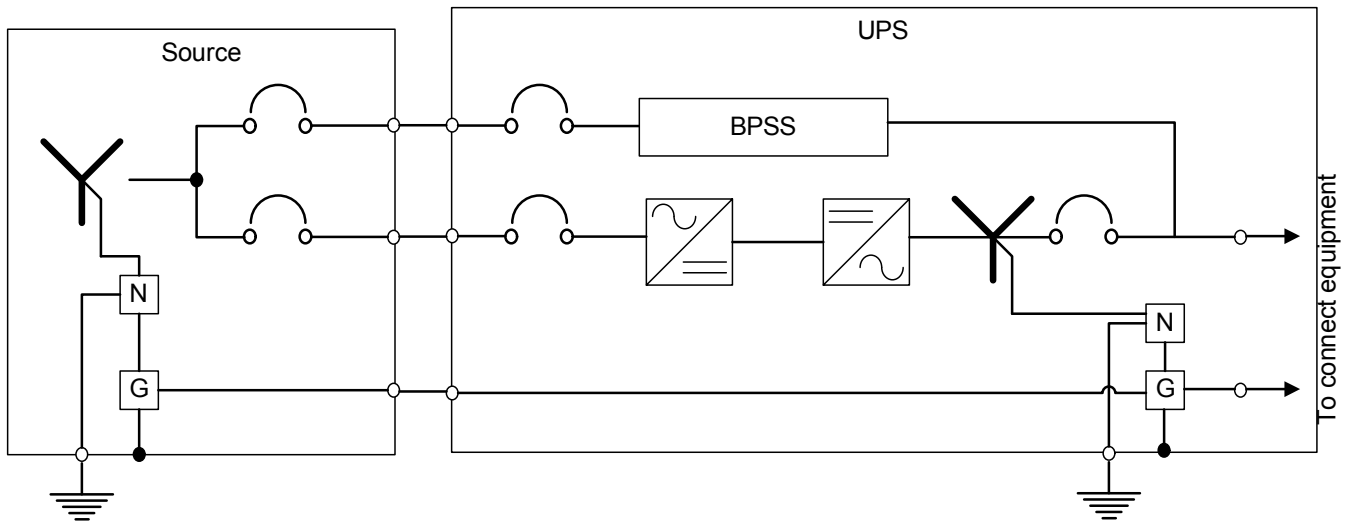 Source
UPS
BPSS
N
G
N
G
To connect equipment